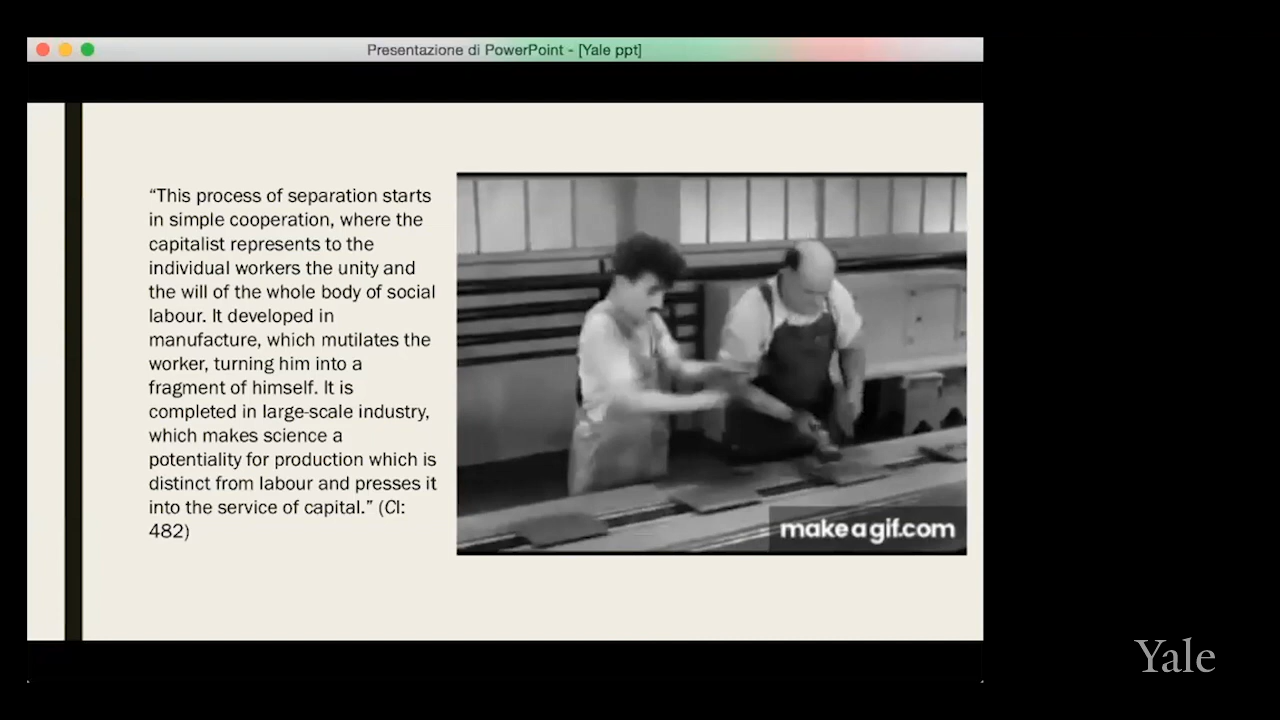 Presentazione di PowerPoint - [Yale ppt]
“This process of separation starts
in simple cooperation, where the
capitalist represents to the
individual workers the unity and
the will of the whole body of social
labour. It developed in
manufacture, which mutilates the
worker, turning him into a
fragment of himself. It is
completed in large-scale industry,
which makes science a
potentiality for production which is
distinct from labour and presses it
into the service of capital.” (CI:
482)
makeagif.com
Yale